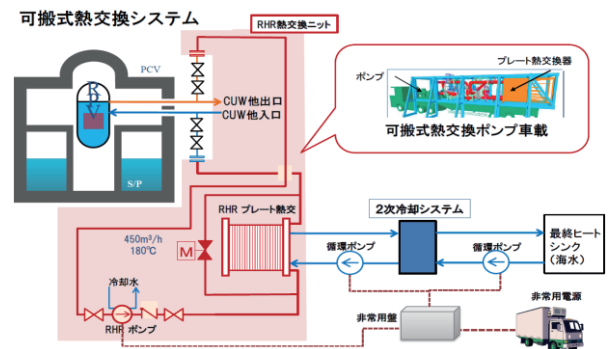 可搬式熱交換システム
RHR熱交換ニット
PCV
RPV
CUW他出口
CUW他入口
S/P
ポンプ
プレート熱交換器
可搬式熱交換ポンプ車載
RHR プレート熱交
450m³/h
180℃
M
冷却水
RHR ポンプ
2次冷却システム
循環ポンプ
循環ポンプ
最終ヒート
シンク
(海水)
非常用盤
非常用電源